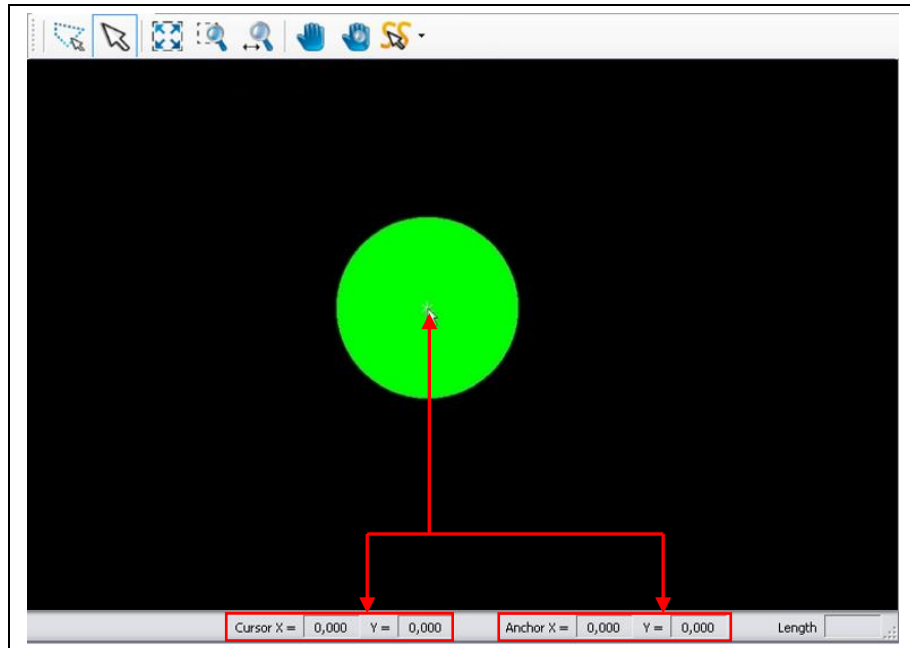 Cursor X = 0,000 Y = 0,000 Anchor X = 0,000 Y = 0,000 Length